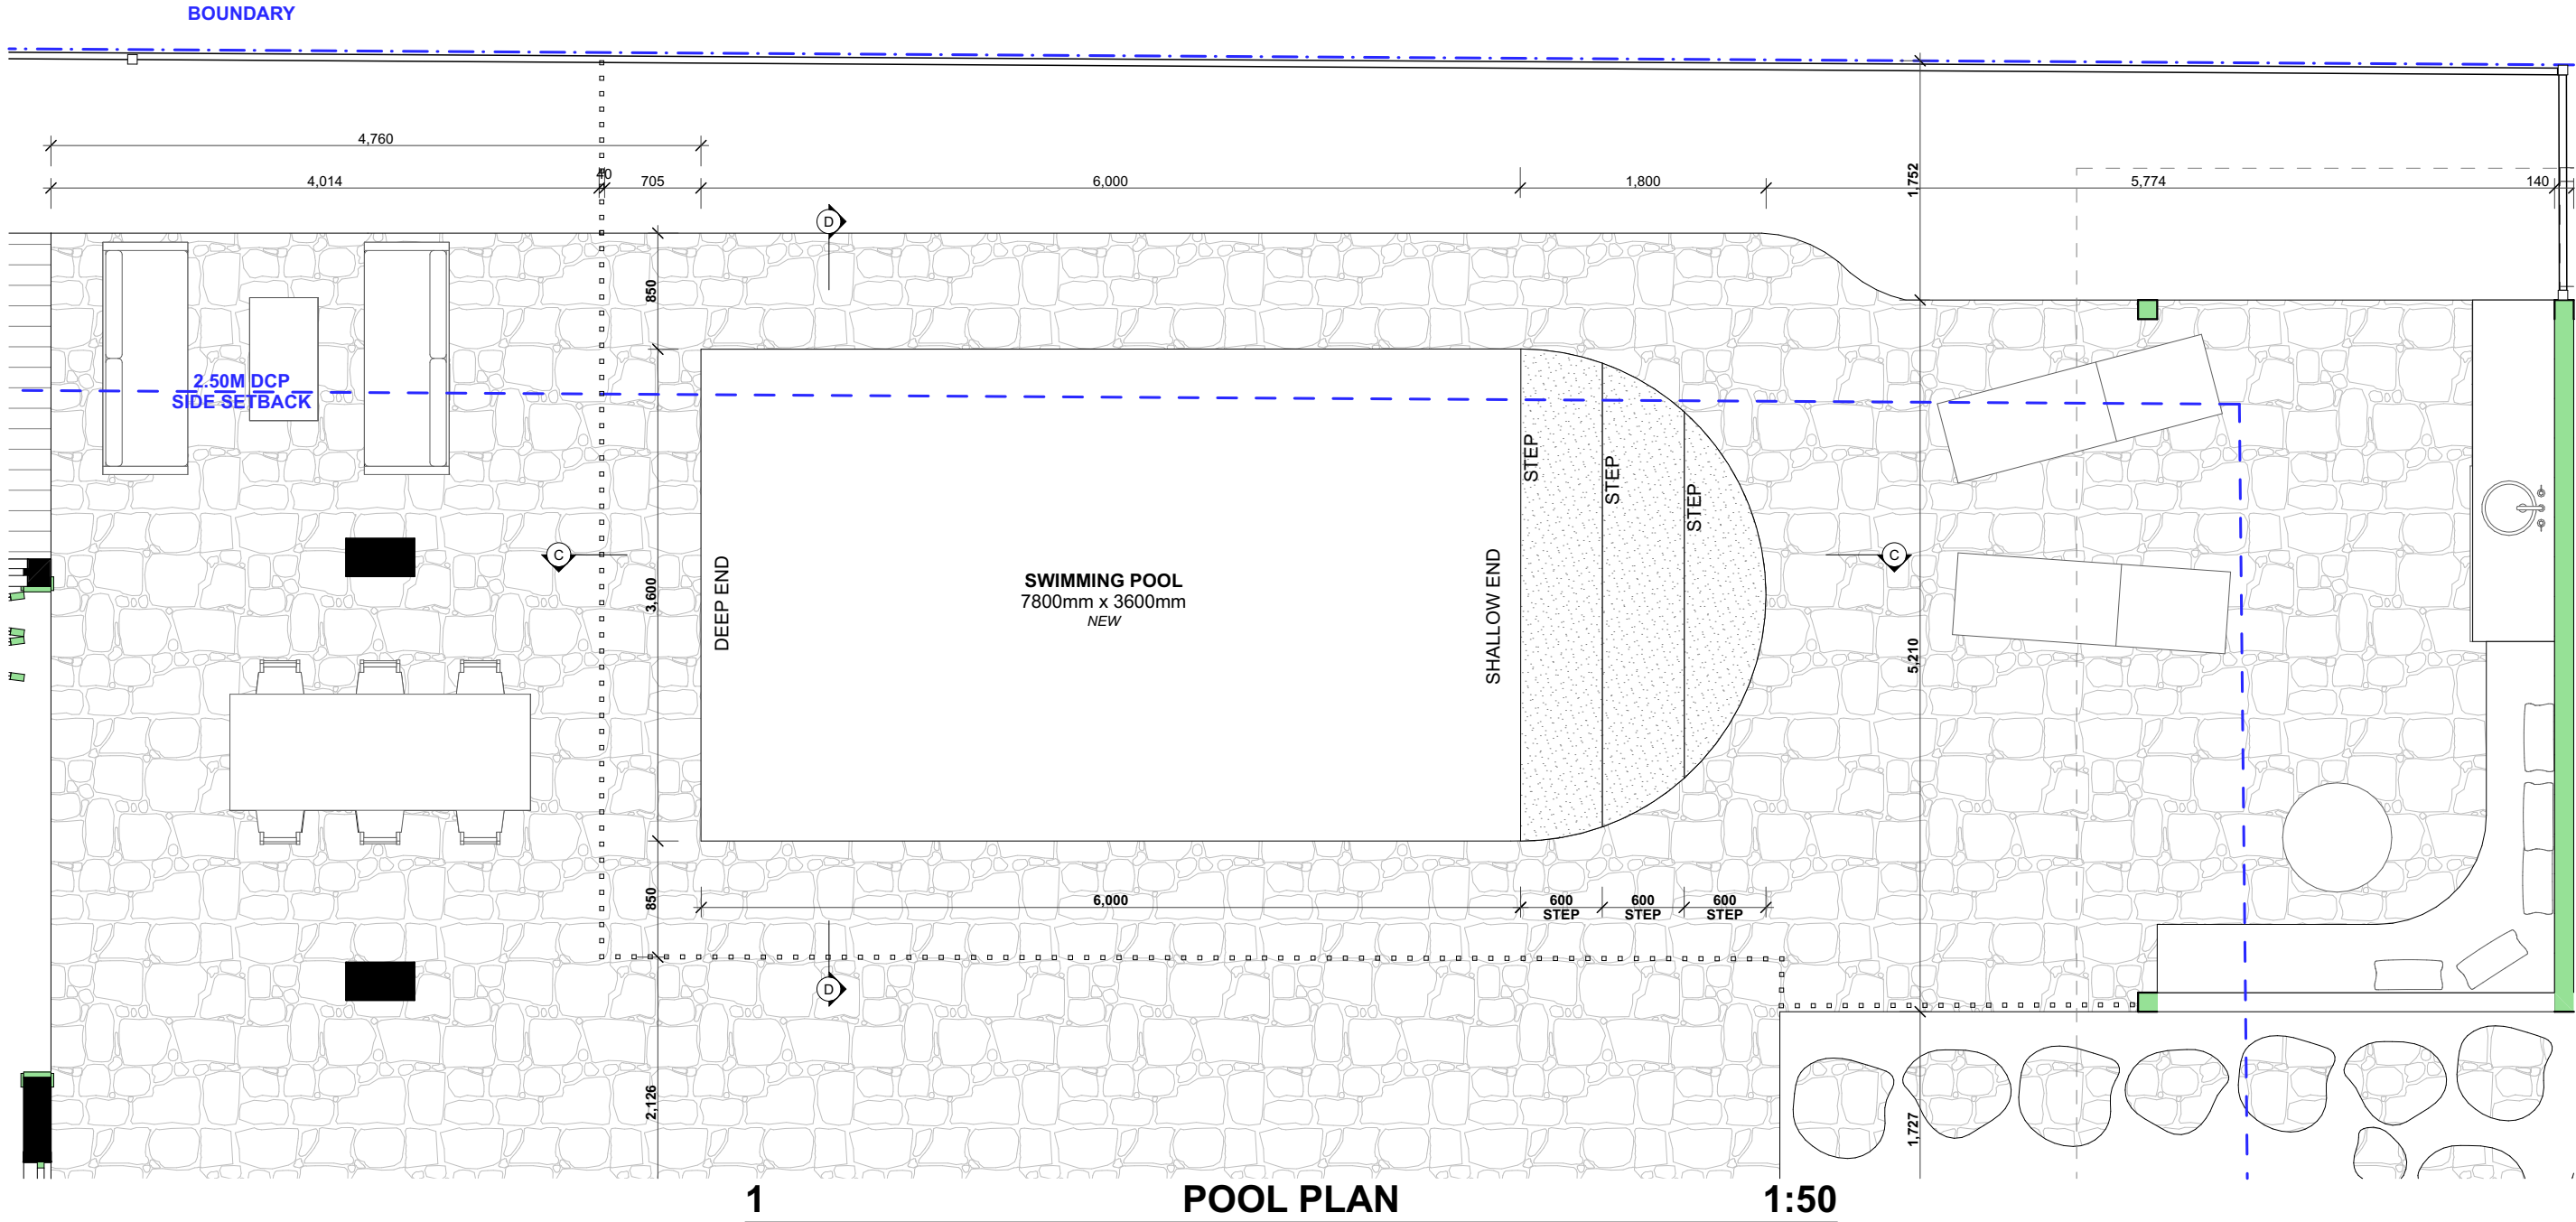 BOUNDARY
4,760
4,014
40
705
6,000
1,800
1,752
5,774
140
D
850
2.50M DCP
SIDE SETBACK
STEP
STEP
STEP
C
C
DEEP END
3,600
SWIMMING POOL
7800mm x 3600mm
NEW
SHALLOW END
5,210
850
6,000
600
STEP
600
STEP
600
STEP
D
2,126
1,727
1
POOL PLAN
1:50